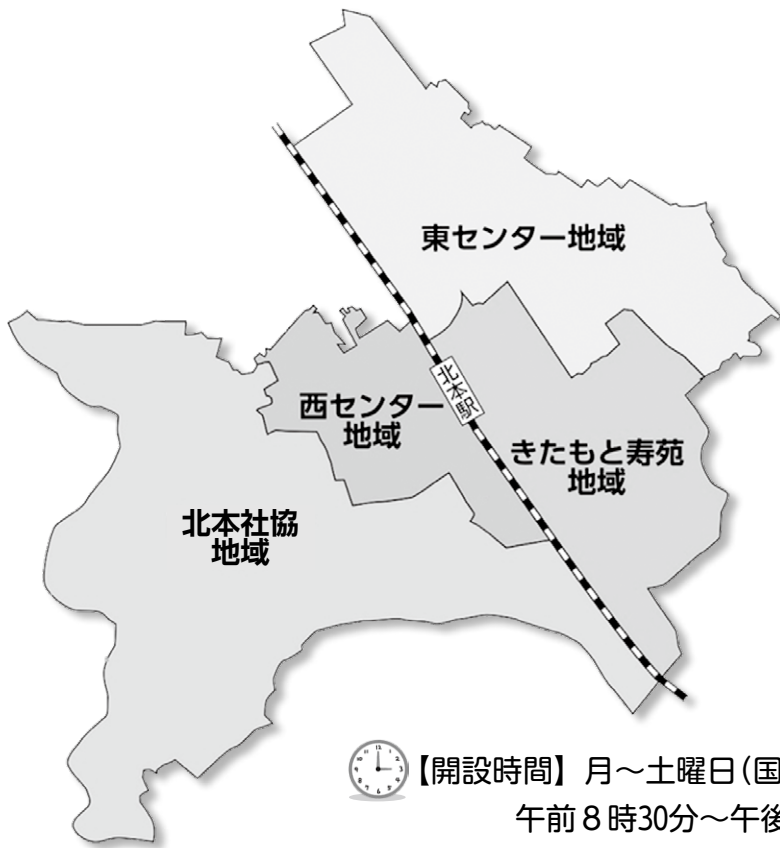 東センター地域
北本駅
西センター
地域
きたもと寿苑
地域
北本社協
地域
【開設時間】月～土曜日(国
午前８時30分～午後